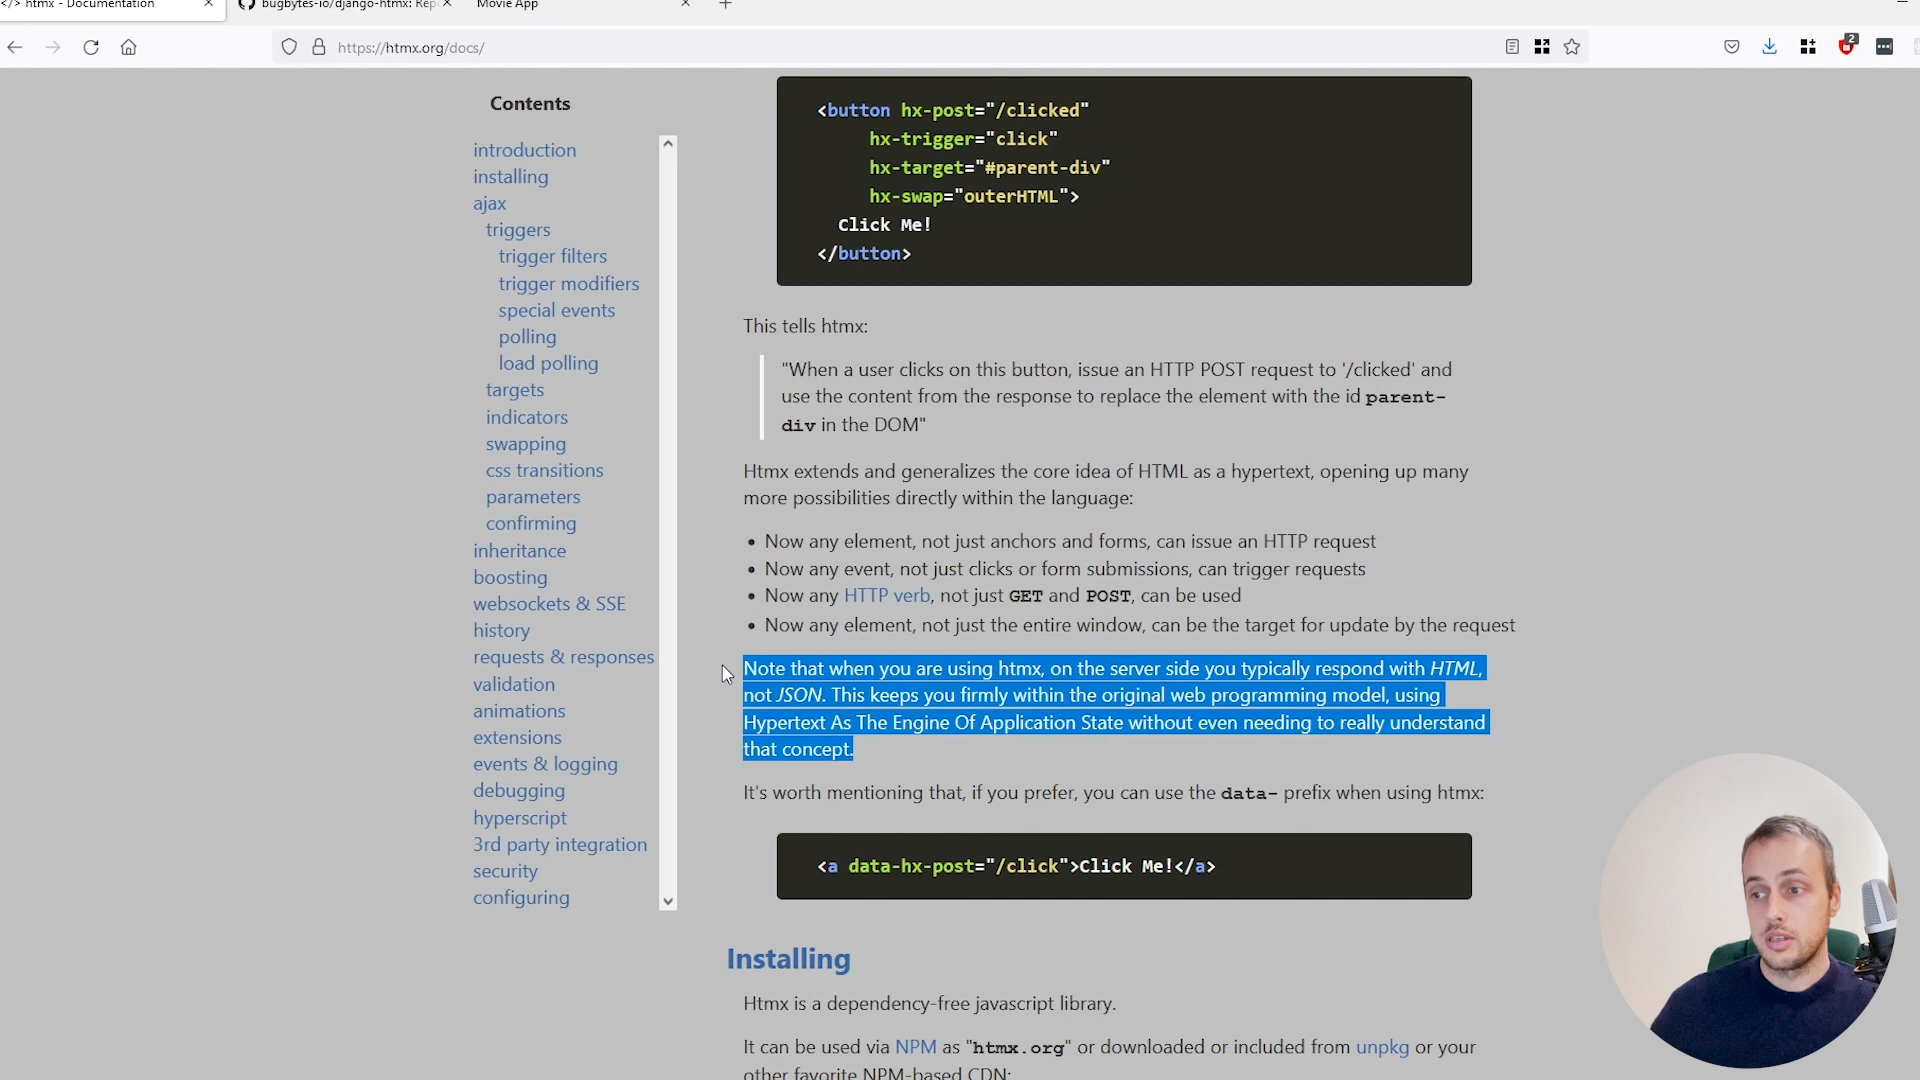 </> htmx - Documentation
bugbytes-io/django-htmx: Rep
Movie App
https://htmx.org/docs/
2
Contents
introduction
installing
ajax
triggers
trigger filters
trigger modifiers
special events
polling
load polling
targets
indicators
swapping
css transitions
parameters
confirming
inheritance
boosting
websockets & SSE
history
requests & responses
validation
animations
extensions
events & logging
debugging
hyperscript
3rd party integration
security
configuring
<button hx-post="/clicked"
hx-trigger="click"
hx-target="#parent-div"
hx-swap="outerHTML">
Click Me!
</button>
This tells htmx:
"When a user clicks on this button, issue an HTTP POST request to '/clicked' and
use the content from the response to replace the element with the id parent-
div in the DOM"
Htmx extends and generalizes the core idea of HTML as a hypertext, opening up many
more possibilities directly within the language:
• Now any element, not just anchors and forms, can issue an HTTP request
• Now any event, not just clicks or form submissions, can trigger requests
• Now any HTTP verb, not just GET and POST, can be used
• Now any element, not just the entire window, can be the target for update by the request
Note that when you are using htmx, on the server side you typically respond with HTML,
not JSON. This keeps you firmly within the original web programming model, using
Hypertext As The Engine Of Application State without even needing to really understand
that concept.
It's worth mentioning that, if you prefer, you can use the data- prefix when using htmx:
<a data-hx-post="/click">Click Me!</a>
Installing
Htmx is a dependency-free javascript library.
It can be used via NPM as "htmx.org" or downloaded or included from unpkg or your
other favorite NPM-based CDN: